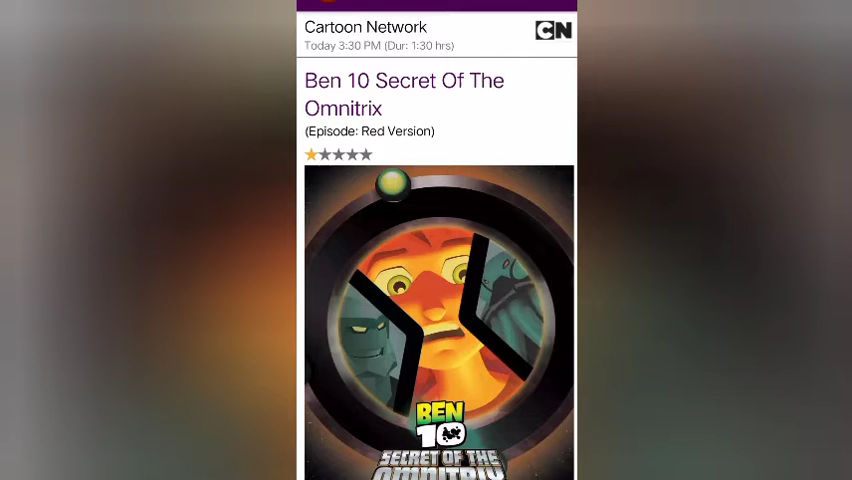 Cartoon Network
Today 3:30 PM (Dur: 1:30 hrs)
CN
Ben 10 Secret Of The
Omnitrix
(Episode: Red Version)
BEN
10
SECRET OF THE
OMNITRIX